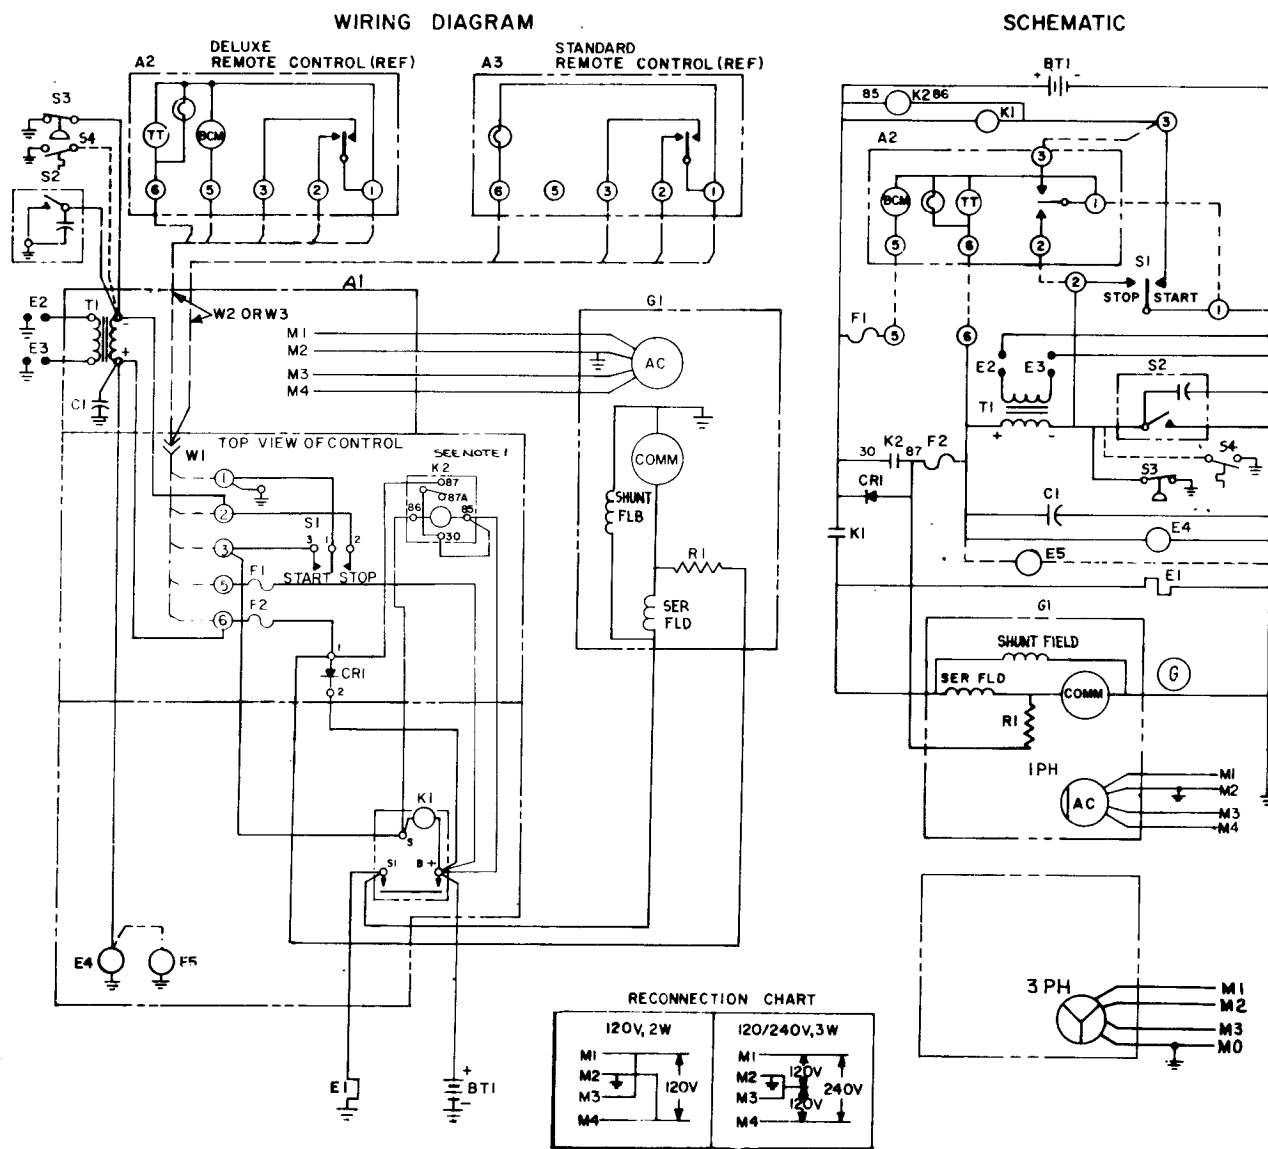 WIRING DIAGRAM
SCHEMATIC
A2
DELUXE
REMOTE CONTROL (REF)
A3
STANDARD
REMOTE CONTROL (REF)
S3
S4
S2
TT
BCM
6
5
3
2
1
6
5
3
2
1
A1
W2 OR W3
E2
E3
T1
-
+
C1
M1
M2
M3
M4
G1
AC
COMM
SHUNT
FLB
R1
SER
FLD
TOP VIEW OF CONTROL
W1
1
2
3
5
6
SEE NOTE 1
K2
87
87A
86
85
30
S1
3
1
2
START STOP
F1
F2
1
CR1
2
K1
S
S1
B +
E4
E5
E1
+
BT1
-
RECONNECTION CHART
120V, 2W
M1
M2
M3
M4
120V
120/240V, 3W
M1
M2
M3
M4
120V
120V
240V
BT1
+
-
85
K2
86
K1
3
A2
3
BCM
TT
1
5
6
2
S1
2
STOP
START
1
F1
5
6
E2
E3
S2
T1
+
-
30
K2
87
F2
S4
S3
CR1
C1
K1
E4
E5
E1
G1
SHUNT FIELD
SER FLD
COMM
G
R1
1PH
AC
M1
M2
M3
M4
3 PH
M1
M2
M3
M0